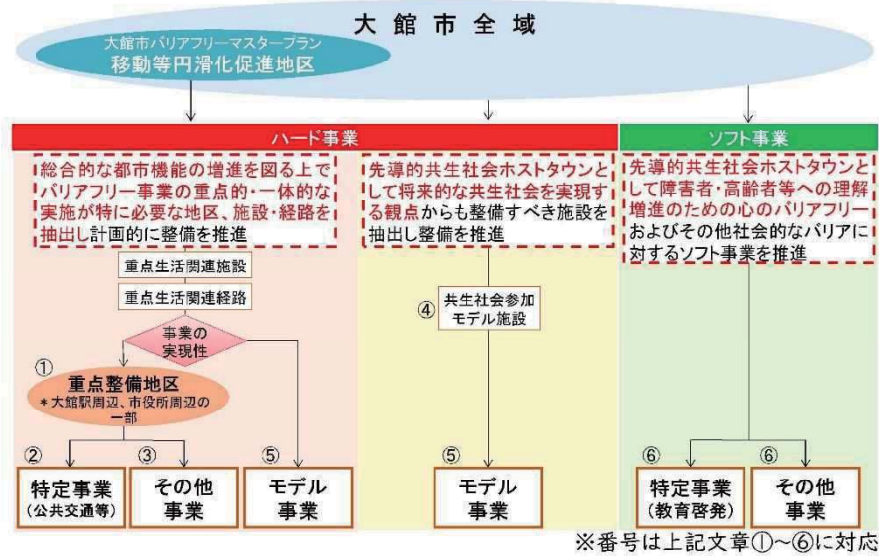 大館市全域
大館市バリアフリーマスタープラン
移動等円滑化促進地区
ハード事業
ソフト事業
総合的な都市機能の増進を図る上で
バリアフリー事業の重点的・一体的な
実施が特に必要な地区、施設・経路を
抽出し計画的に整備を推進
先導的共生社会ホストタウンと
して将来的な共生社会を実現す
る観点からも整備すべき施設を
抽出し整備を推進
先導的共生社会ホストタウンと
して障害者・高齢者等への理解
増進のための心のバリアフリー
およびその他社会的なバリアに
対するソフト事業を推進
重点生活関連施設
重点生活関連経路
事業の
実現性
④
共生社会参加
モデル施設
①
重点整備地区
*大館駅周辺、市役所周辺の
一部
②
特定事業
(公共交通等)
③
その他
事業
⑤
モデル
事業
⑤
モデル
事業
⑥
特定事業
(教育啓発)
⑥
その他
事業
※番号は上記文章①~⑥に対応